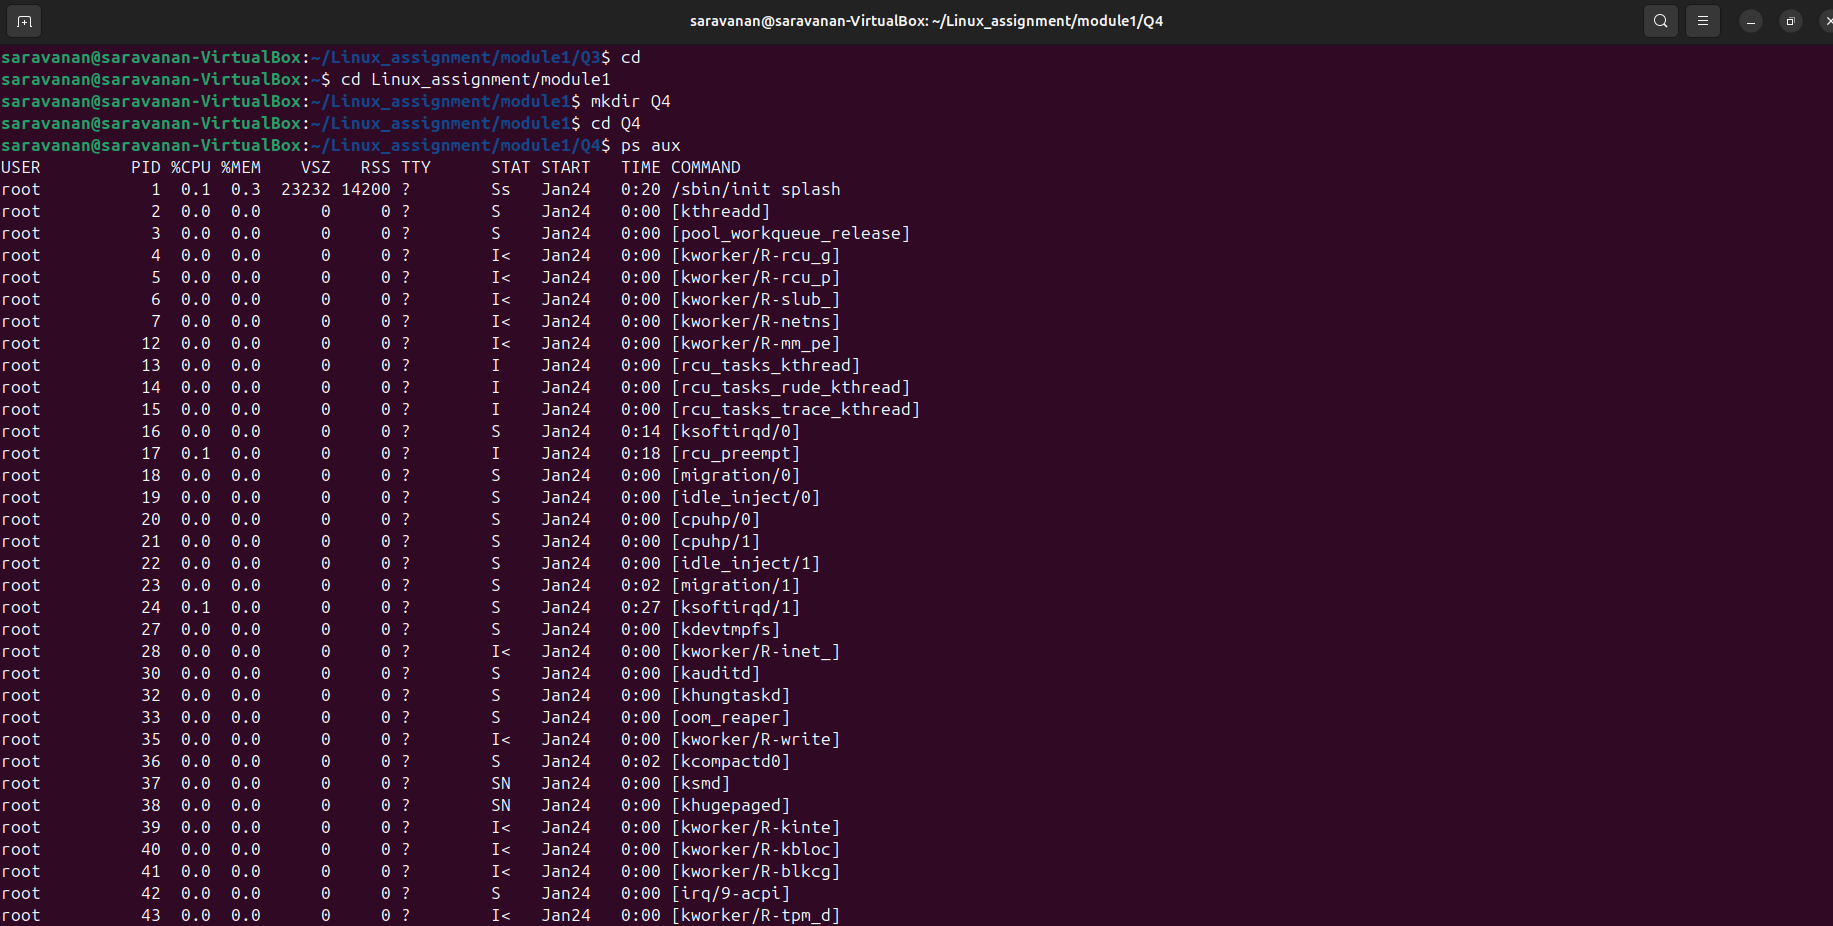 saravanan@saravanan-VirtualBox: ~/Linux_assignment/module1/Q4
saravanan@saravanan-VirtualBox:~/Linux_assignment/module1/Q3$ cd
saravanan@saravanan-VirtualBox:~$ cd Linux_assignment/module1
saravanan@saravanan-VirtualBox:~/Linux_assignment/module1$ mkdir Q4
saravanan@saravanan-VirtualBox:~/Linux_assignment/module1$ cd Q4
saravanan@saravanan-VirtualBox:~/Linux_assignment/module1/Q4$ ps aux
USER         PID %CPU %MEM    VSZ   RSS TTY      STAT START   TIME COMMAND
root           1  0.1  0.3  23232 14200 ?        Ss   Jan24   0:20 /sbin/init splash
root           2  0.0  0.0      0     0 ?        S    Jan24   0:00 [kthreadd]
root           3  0.0  0.0      0     0 ?        S    Jan24   0:00 [pool_workqueue_release]
root           4  0.0  0.0      0     0 ?        I<   Jan24   0:00 [kworker/R-rcu_g]
root           5  0.0  0.0      0     0 ?        I<   Jan24   0:00 [kworker/R-rcu_p]
root           6  0.0  0.0      0     0 ?        I<   Jan24   0:00 [kworker/R-slub_]
root           7  0.0  0.0      0     0 ?        I<   Jan24   0:00 [kworker/R-netns]
root          12  0.0  0.0      0     0 ?        I<   Jan24   0:00 [kworker/R-mm_pe]
root          13  0.0  0.0      0     0 ?        I    Jan24   0:00 [rcu_tasks_kthread]
root          14  0.0  0.0      0     0 ?        I    Jan24   0:00 [rcu_tasks_rude_kthread]
root          15  0.0  0.0      0     0 ?        I    Jan24   0:00 [rcu_tasks_trace_kthread]
root          16  0.0  0.0      0     0 ?        S    Jan24   0:14 [ksoftirqd/0]
root          17  0.1  0.0      0     0 ?        I    Jan24   0:18 [rcu_preempt]
root          18  0.0  0.0      0     0 ?        S    Jan24   0:00 [migration/0]
root          19  0.0  0.0      0     0 ?        S    Jan24   0:00 [idle_inject/0]
root          20  0.0  0.0      0     0 ?        S    Jan24   0:00 [cpuhp/0]
root          21  0.0  0.0      0     0 ?        S    Jan24   0:00 [cpuhp/1]
root          22  0.0  0.0      0     0 ?        S    Jan24   0:00 [idle_inject/1]
root          23  0.0  0.0      0     0 ?        S    Jan24   0:02 [migration/1]
root          24  0.1  0.0      0     0 ?        S    Jan24   0:27 [ksoftirqd/1]
root          27  0.0  0.0      0     0 ?        S    Jan24   0:00 [kdevtmpfs]
root          28  0.0  0.0      0     0 ?        I<   Jan24   0:00 [kworker/R-inet_]
root          30  0.0  0.0      0     0 ?        S    Jan24   0:00 [kauditd]
root          32  0.0  0.0      0     0 ?        S    Jan24   0:00 [khungtaskd]
root          33  0.0  0.0      0     0 ?        S    Jan24   0:00 [oom_reaper]
root          35  0.0  0.0      0     0 ?        I<   Jan24   0:00 [kworker/R-write]
root          36  0.0  0.0      0     0 ?        S    Jan24   0:02 [kcompactd0]
root          37  0.0  0.0      0     0 ?        SN   Jan24   0:00 [ksmd]
root          38  0.0  0.0      0     0 ?        SN   Jan24   0:00 [khugepaged]
root          39  0.0  0.0      0     0 ?        I<   Jan24   0:00 [kworker/R-kinte]
root          40  0.0  0.0      0     0 ?        I<   Jan24   0:00 [kworker/R-kbloc]
root          41  0.0  0.0      0     0 ?        I<   Jan24   0:00 [kworker/R-blkcg]
root          42  0.0  0.0      0     0 ?        S    Jan24   0:00 [irq/9-acpi]
root          43  0.0  0.0      0     0 ?        I<   Jan24   0:00 [kworker/R-tpm_d]